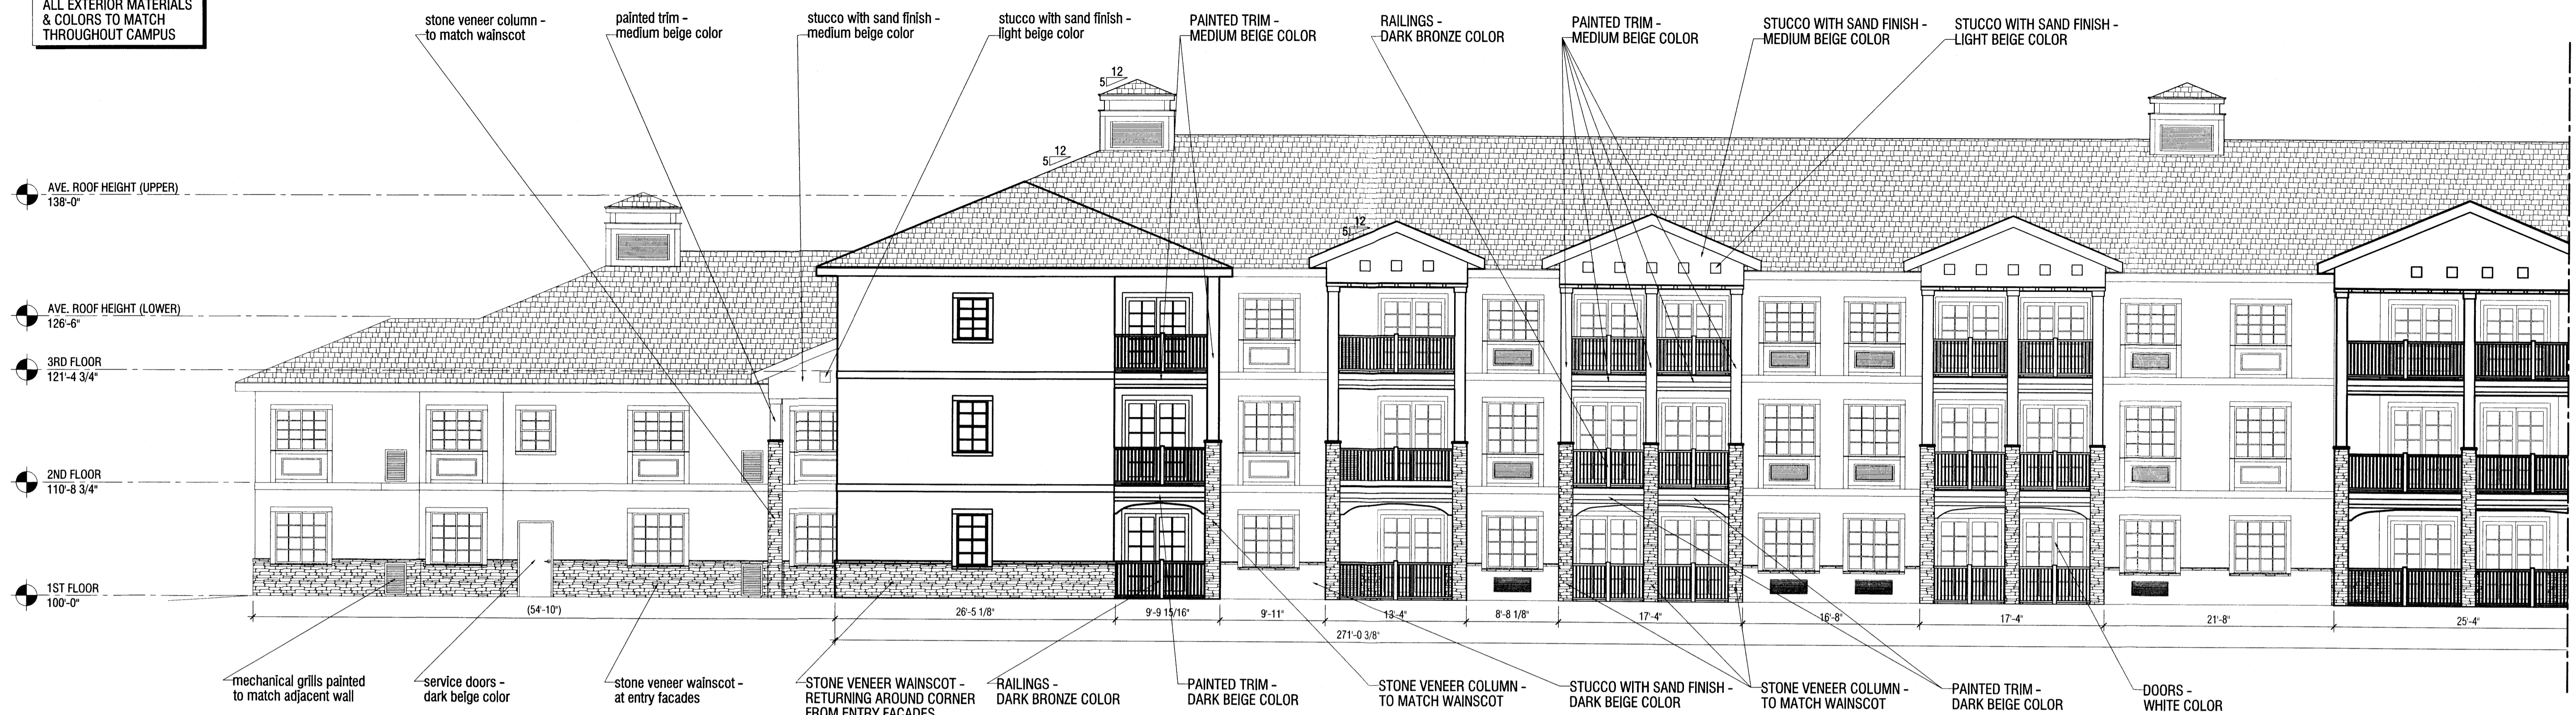 ALL EXTERIOR MATERIALS
& COLORS TO MATCH
THROUGHOUT CAMPUS
stone veneer column -
to match wainscot
painted trim -
medium beige color
stucco with sand finish -
medium beige color
stucco with sand finish -
light beige color
PAINTED TRIM -
MEDIUM BEIGE COLOR
RAILINGS -
DARK BRONZE COLOR
PAINTED TRIM -
MEDIUM BEIGE COLOR
STUCCO WITH SAND FINISH -
MEDIUM BEIGE COLOR
STUCCO WITH SAND FINISH -
LIGHT BEIGE COLOR
12
5
12
5
12
5
AVE. ROOF HEIGHT (UPPER)
138'-0"
AVE. ROOF HEIGHT (LOWER)
126'-6"
3RD FLOOR
121'-4 3/4"
2ND FLOOR
110'-8 3/4"
1ST FLOOR
100'-0"
(54'-10")
26'-5 1/8"
9'-9 15/16"
9'-11"
13'-4"
8'-8 1/8"
17'-4"
16'-8"
17'-4"
21'-8"
25'-4"
271'-0 3/8"
mechanical grills painted
to match adjacent wall
service doors -
dark beige color
stone veneer wainscot -
at entry facades
STONE VENEER WAINSCOT -
RETURNING AROUND CORNER
FROM ENTRY FACADES
RAILINGS -
DARK BRONZE COLOR
PAINTED TRIM -
DARK BEIGE COLOR
STONE VENEER COLUMN -
TO MATCH WAINSCOT
STUCCO WITH SAND FINISH -
DARK BEIGE COLOR
STONE VENEER COLUMN -
TO MATCH WAINSCOT
PAINTED TRIM -
DARK BEIGE COLOR
DOORS -
WHITE COLOR